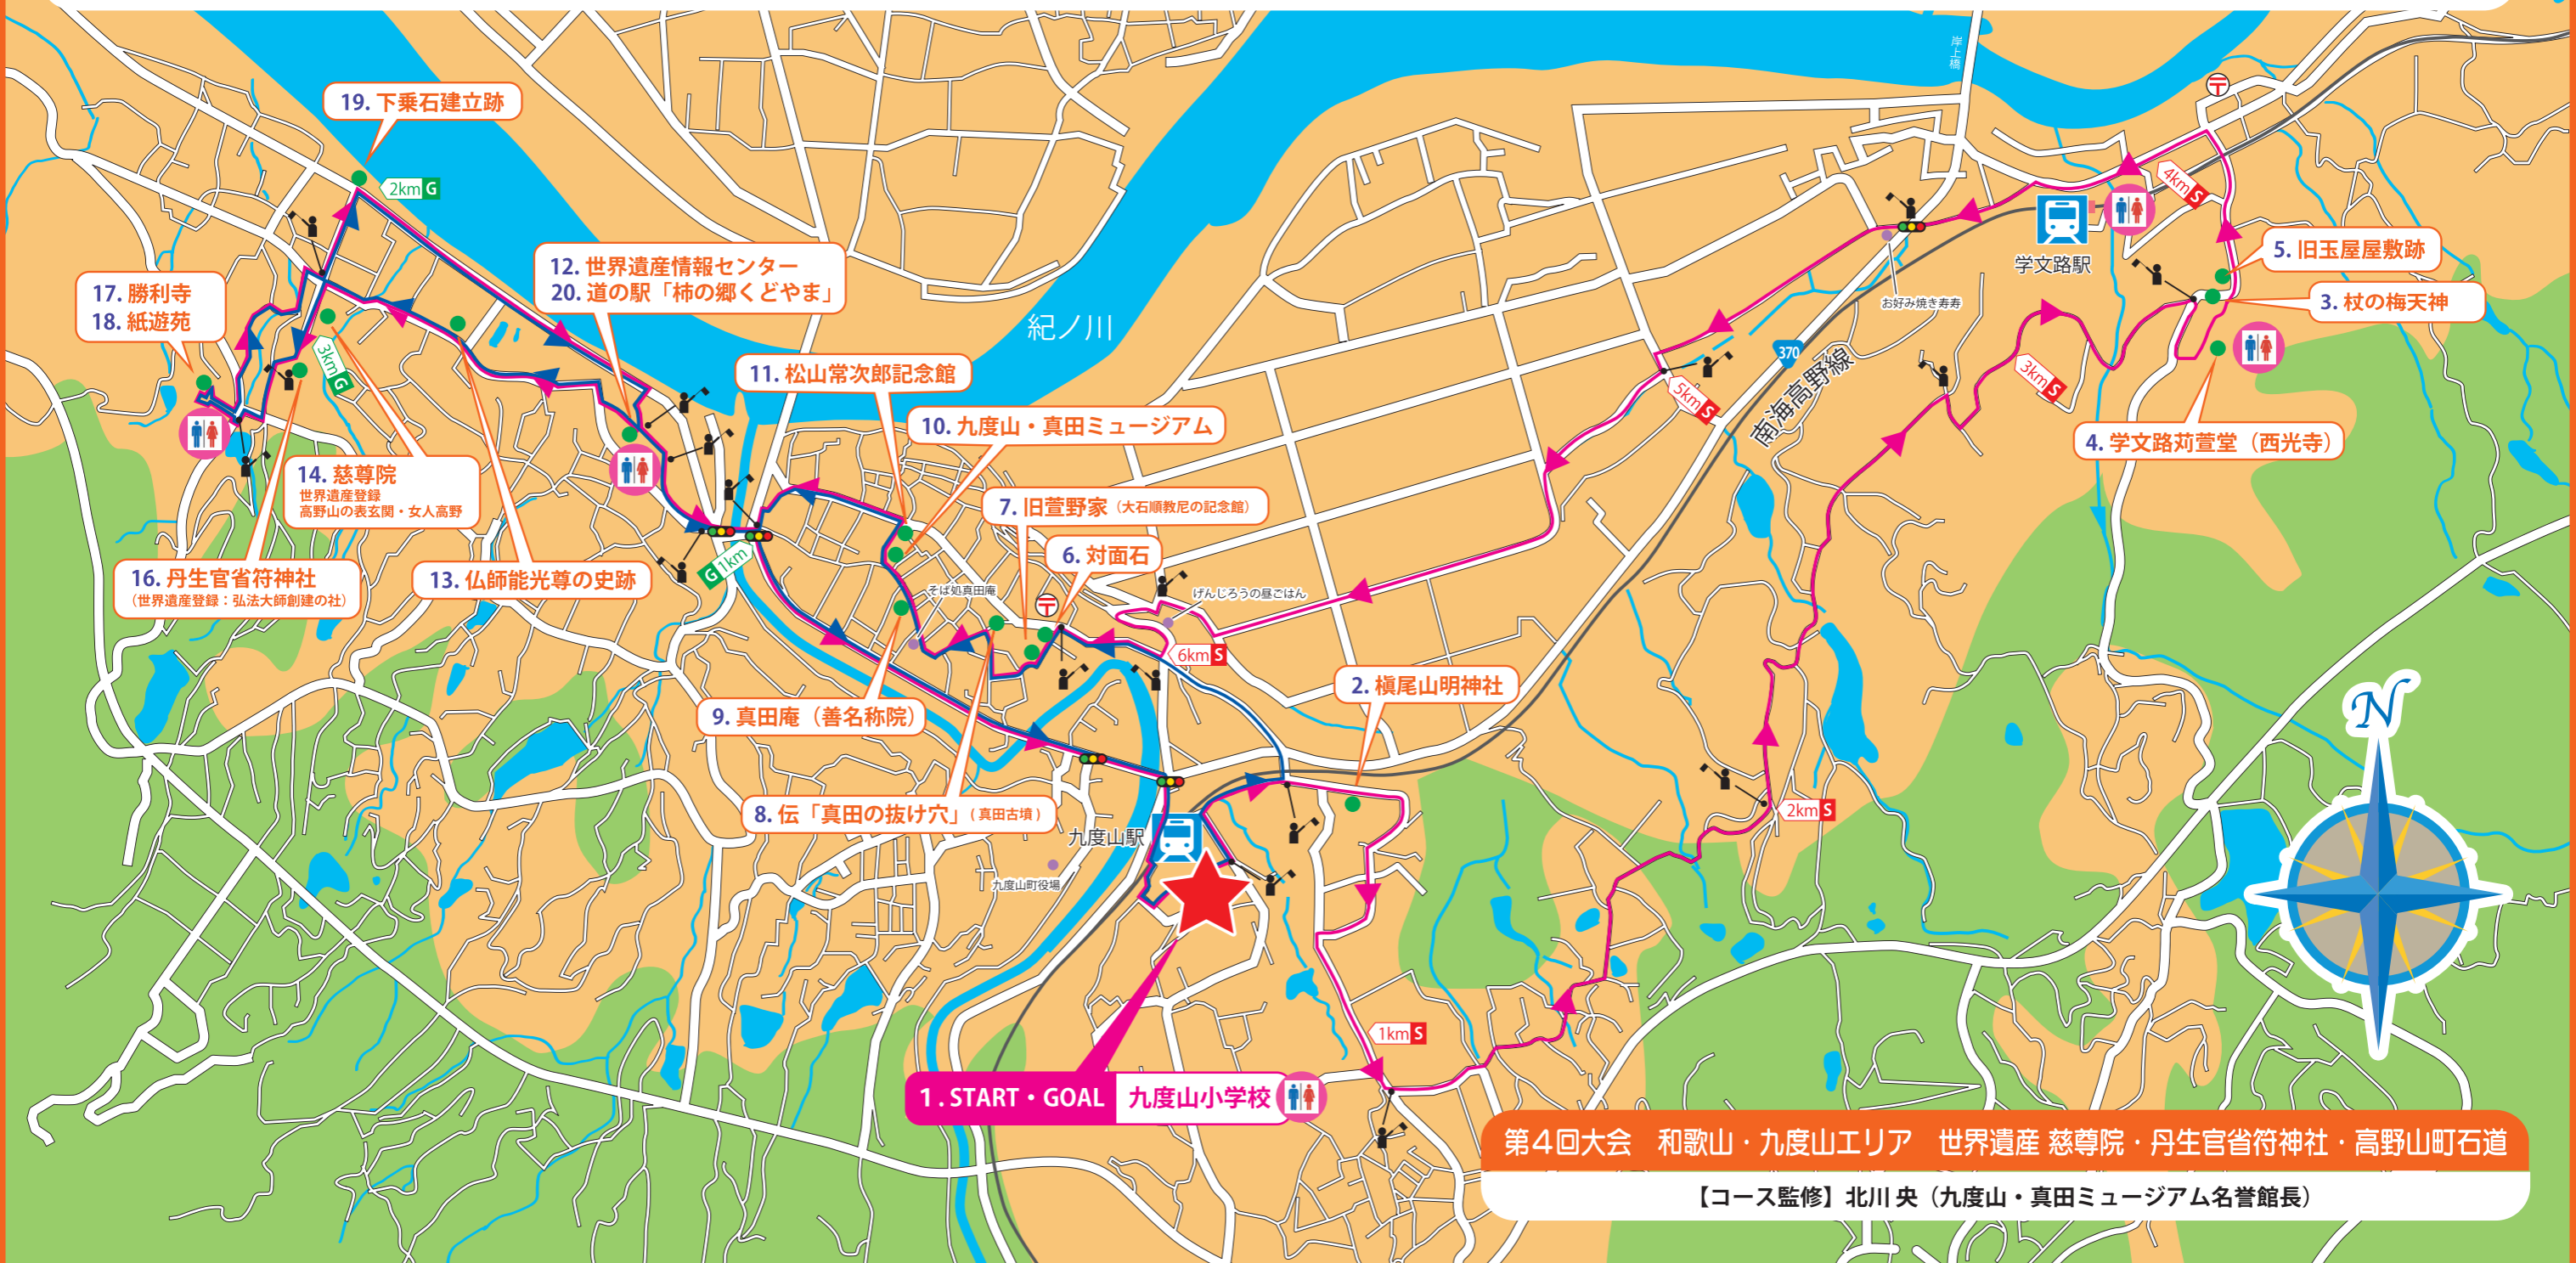 岸上橋
19. 下乗石建立跡
2km G
12. 世界遺産情報センター
20. 道の駅「柿の郷くどやま」
17. 勝利寺
18. 紙遊苑
3km G
紀ノ川
11. 松山常次郎記念館
10. 九度山・真田ミュージアム
4km S
学文路駅
5. 旧玉屋屋敷跡
3. 杖の梅天神
お好み焼き寿寿
370
南海高野線
5km S
3km S
4. 学文路苅萱堂（西光寺）
14. 慈尊院
世界遺産登録
高野山の表玄関・女人高野
7. 旧萱野家（大石順教尼の記念館）
6. 対面石
16. 丹生官省符神社
（世界遺産登録：弘法大師創建の社）
13. 仏師能光尊の史跡
G 1km
そば処真田庵
げんじろうの昼ごはん
6km S
2. 槇尾山明神社
9. 真田庵（善名称院）
8. 伝「真田の抜け穴」（真田古墳）
九度山駅
九度山町役場
2km S
N
1km S
1. START・GOAL 九度山小学校
第4回大会　和歌山・九度山エリア　世界遺産 慈尊院・丹生官省符神社・高野山町石道
【コース監修】北川 央（九度山・真田ミュージアム名誉館長）